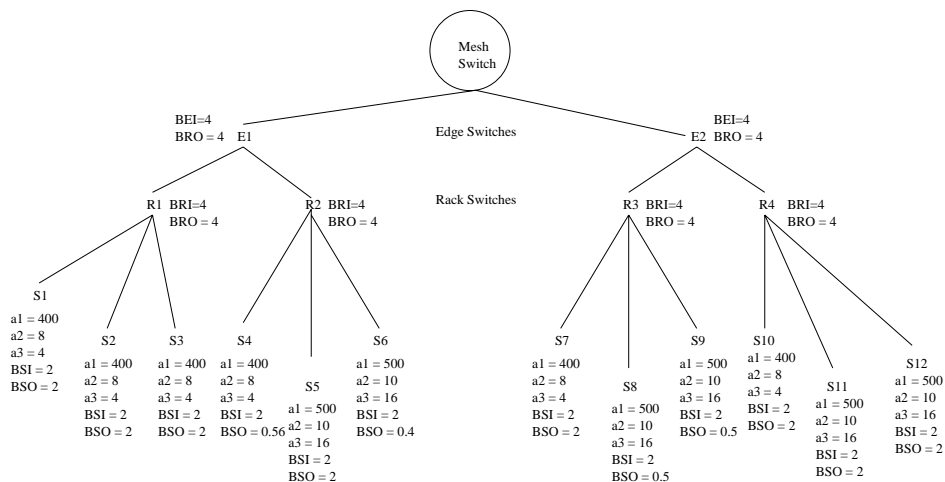 Mesh
Switch
BEI=4
BRO = 4
E1
Edge Switches
BEI=4
E2
BRO = 4
R1
BRI=4
BRO = 4
R2
BRI=4
BRO = 4
Rack Switches
R3
BRI=4
BRO = 4
R4
BRI=4
BRO = 4
S1
a1 = 400
a2 = 8
a3 = 4
BSI = 2
BSO = 2
S2
a1 = 400
a2 = 8
a3 = 4
BSI = 2
BSO = 2
S3
a1 = 400
a2 = 8
a3 = 4
BSI = 2
BSO = 2
S4
a1 = 400
a2 = 8
a3 = 4
BSI = 2
BSO = 0.56
S5
a1 = 500
a2 = 10
a3 = 16
BSI = 2
BSO = 2
S6
a1 = 500
a2 = 10
a3 = 16
BSI = 2
BSO = 0.4
S7
a1 = 400
a2 = 8
a3 = 4
BSI = 2
BSO = 2
S8
a1 = 500
a2 = 10
a3 = 16
BSI = 2
BSO = 0.5
S9
a1 = 500
a2 = 10
a3 = 16
BSI = 2
BSO = 0.5
S10
a1 = 400
a2 = 8
a3 = 4
BSI = 2
BSO = 2
S11
a1 = 500
a2 = 10
a3 = 16
BSI = 2
BSO = 2
S12
a1 = 500
a2 = 10
a3 = 16
BSI = 2
BSO = 2